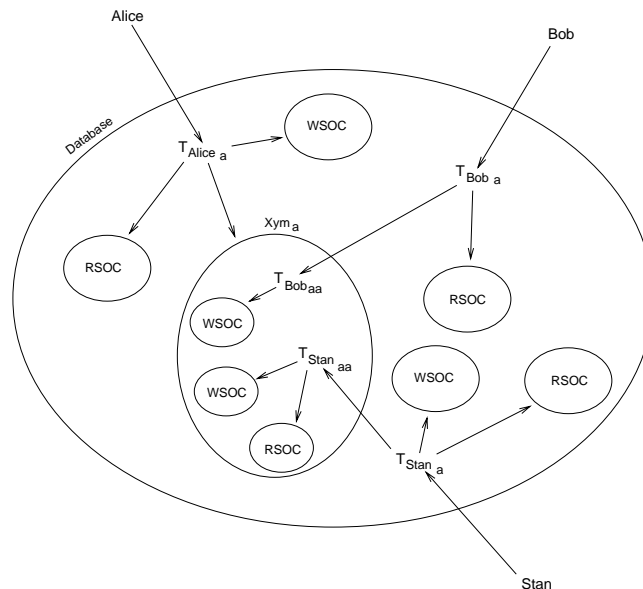 Alice
Bob
Database
WSOC
T Alice a
T Bob a
Xym a
RSOC
T Bob aa
RSOC
WSOC
T Stan aa
WSOC
WSOC
RSOC
RSOC
T Stan a
Stan